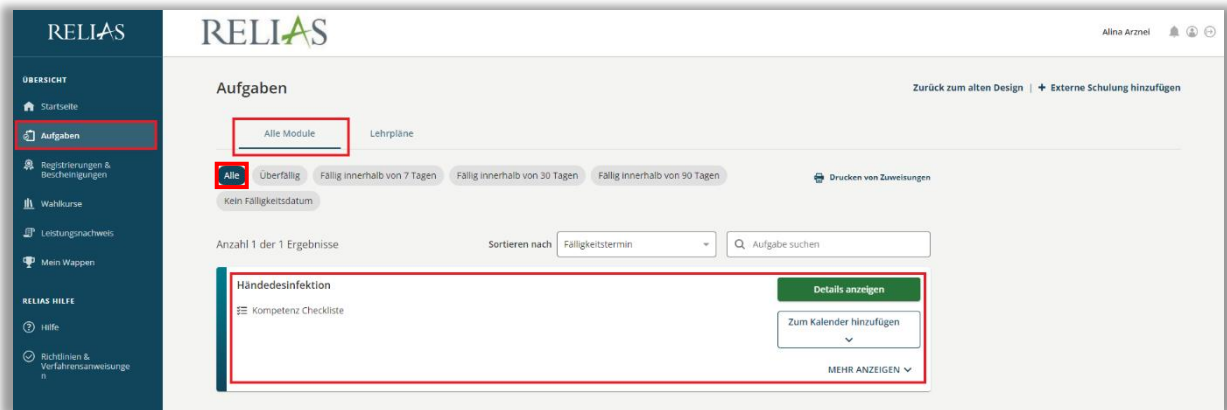 RELIAS
RELIAS
Alina Arznei
ÜBERSICHT
Startseite
Aufgaben
Registrierungen &
Bescheinigungen
Wahlkurse
Leistungsnachweis
Mein Wappen
RELIAS HILFE
Hilfe
Richtlinien &
Verfahrensanweisunge
n
Aufgaben
Zurück zum alten Design | + Externe Schulung hinzufügen
Alle Module
Lehrpläne
Alle
Überfällig
Fällig innerhalb von 7 Tagen
Fällig innerhalb von 30 Tagen
Fällig innerhalb von 90 Tagen
Kein Fälligkeitsdatum
Drucken von Zuweisungen
Anzahl 1 der 1 Ergebnisse
Sortieren nach
Fälligkeitstermin
Aufgabe suchen
Händedesinfektion
Kompetenz Checkliste
Details anzeigen
Zum Kalender hinzufügen
MEHR ANZEIGEN